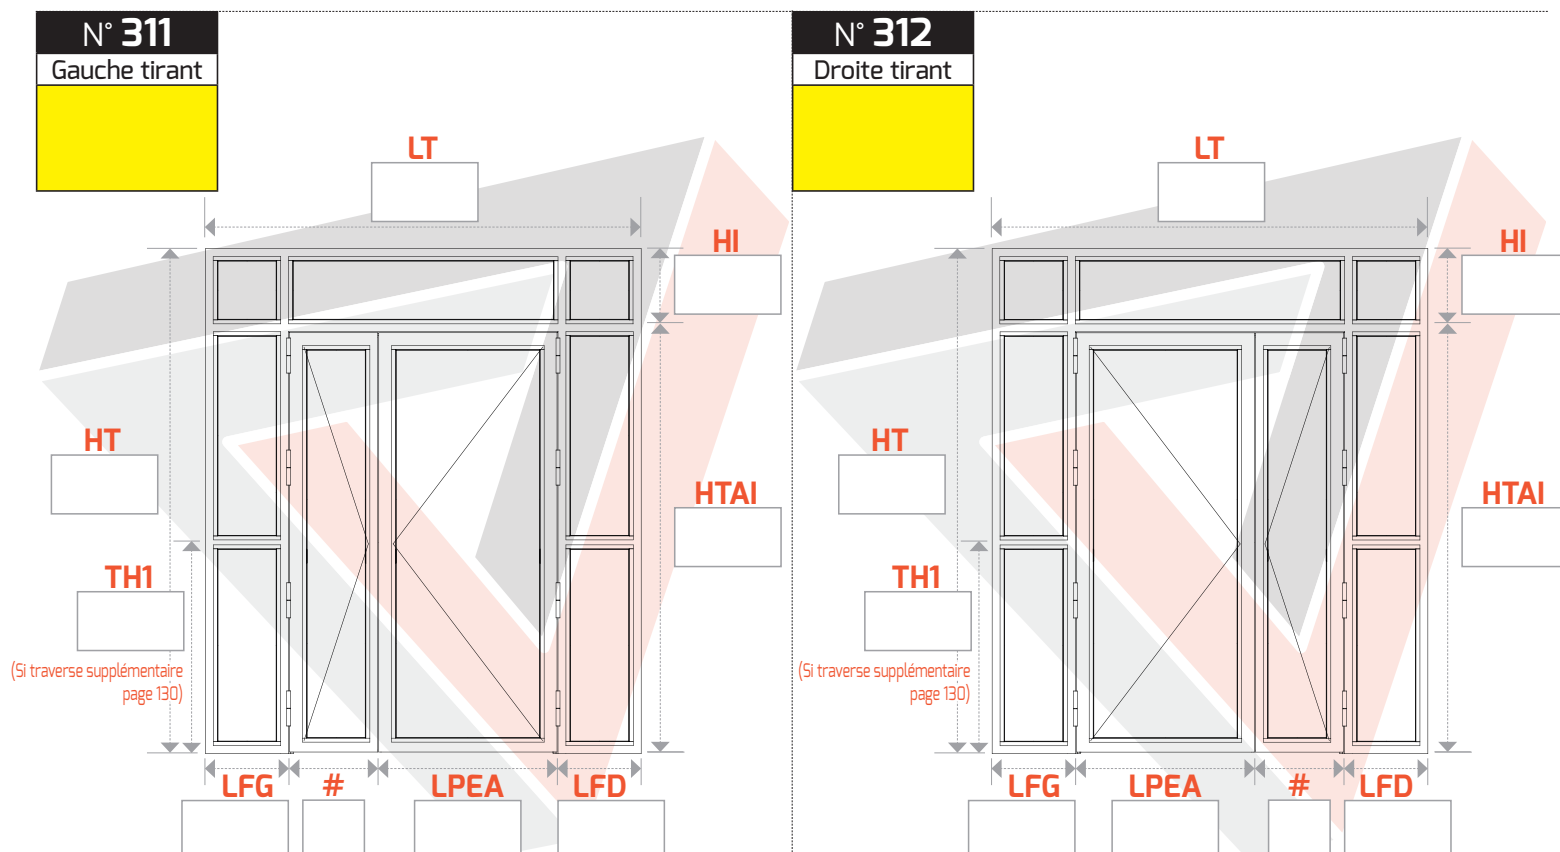 N° 311
Gauche tirant
LT
HI
HT
HTAI
TH1
(Si traverse supplémentaire
page 130)
LFG
#
LPEA
LFD
N° 312
Droite tirant
LT
HI
HT
HTAI
TH1
(Si traverse supplémentaire
page 130)
LFG
LPEA
#
LFD